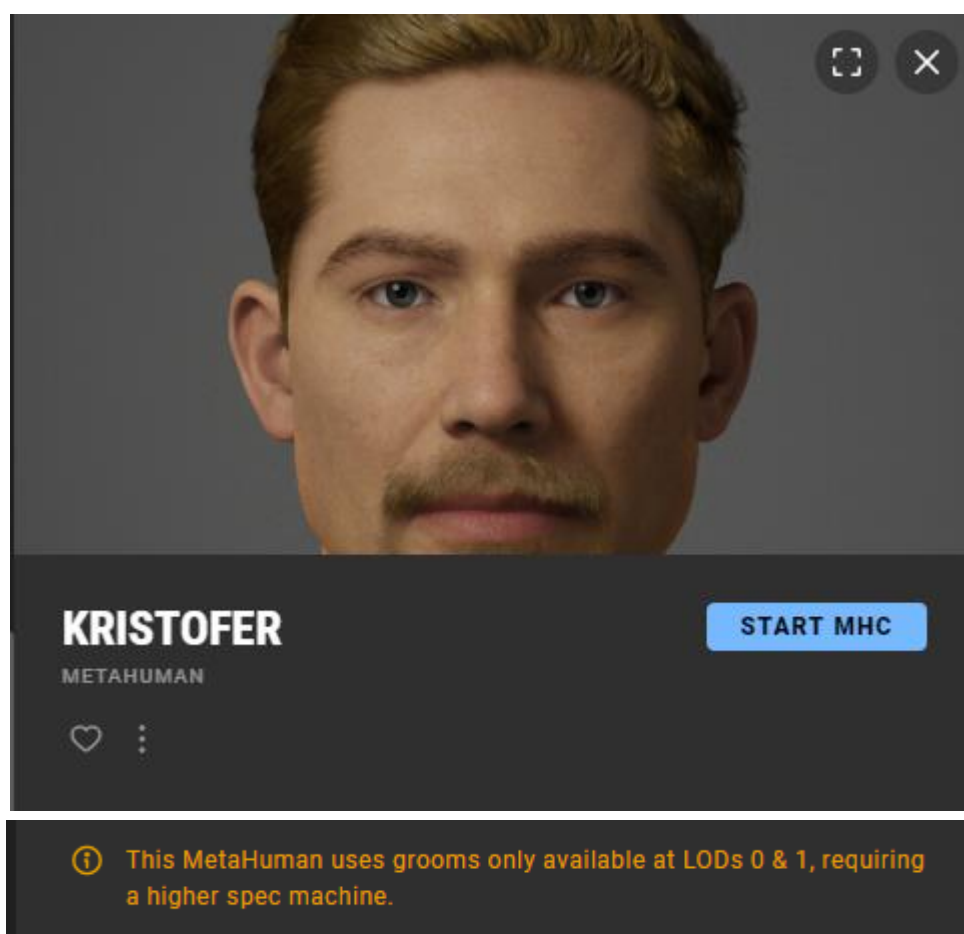 KRISTOFER
START MHC
METAHUMAN
This MetaHuman uses grooms only available at LODs 0 & 1, requiring
a higher spec machine.